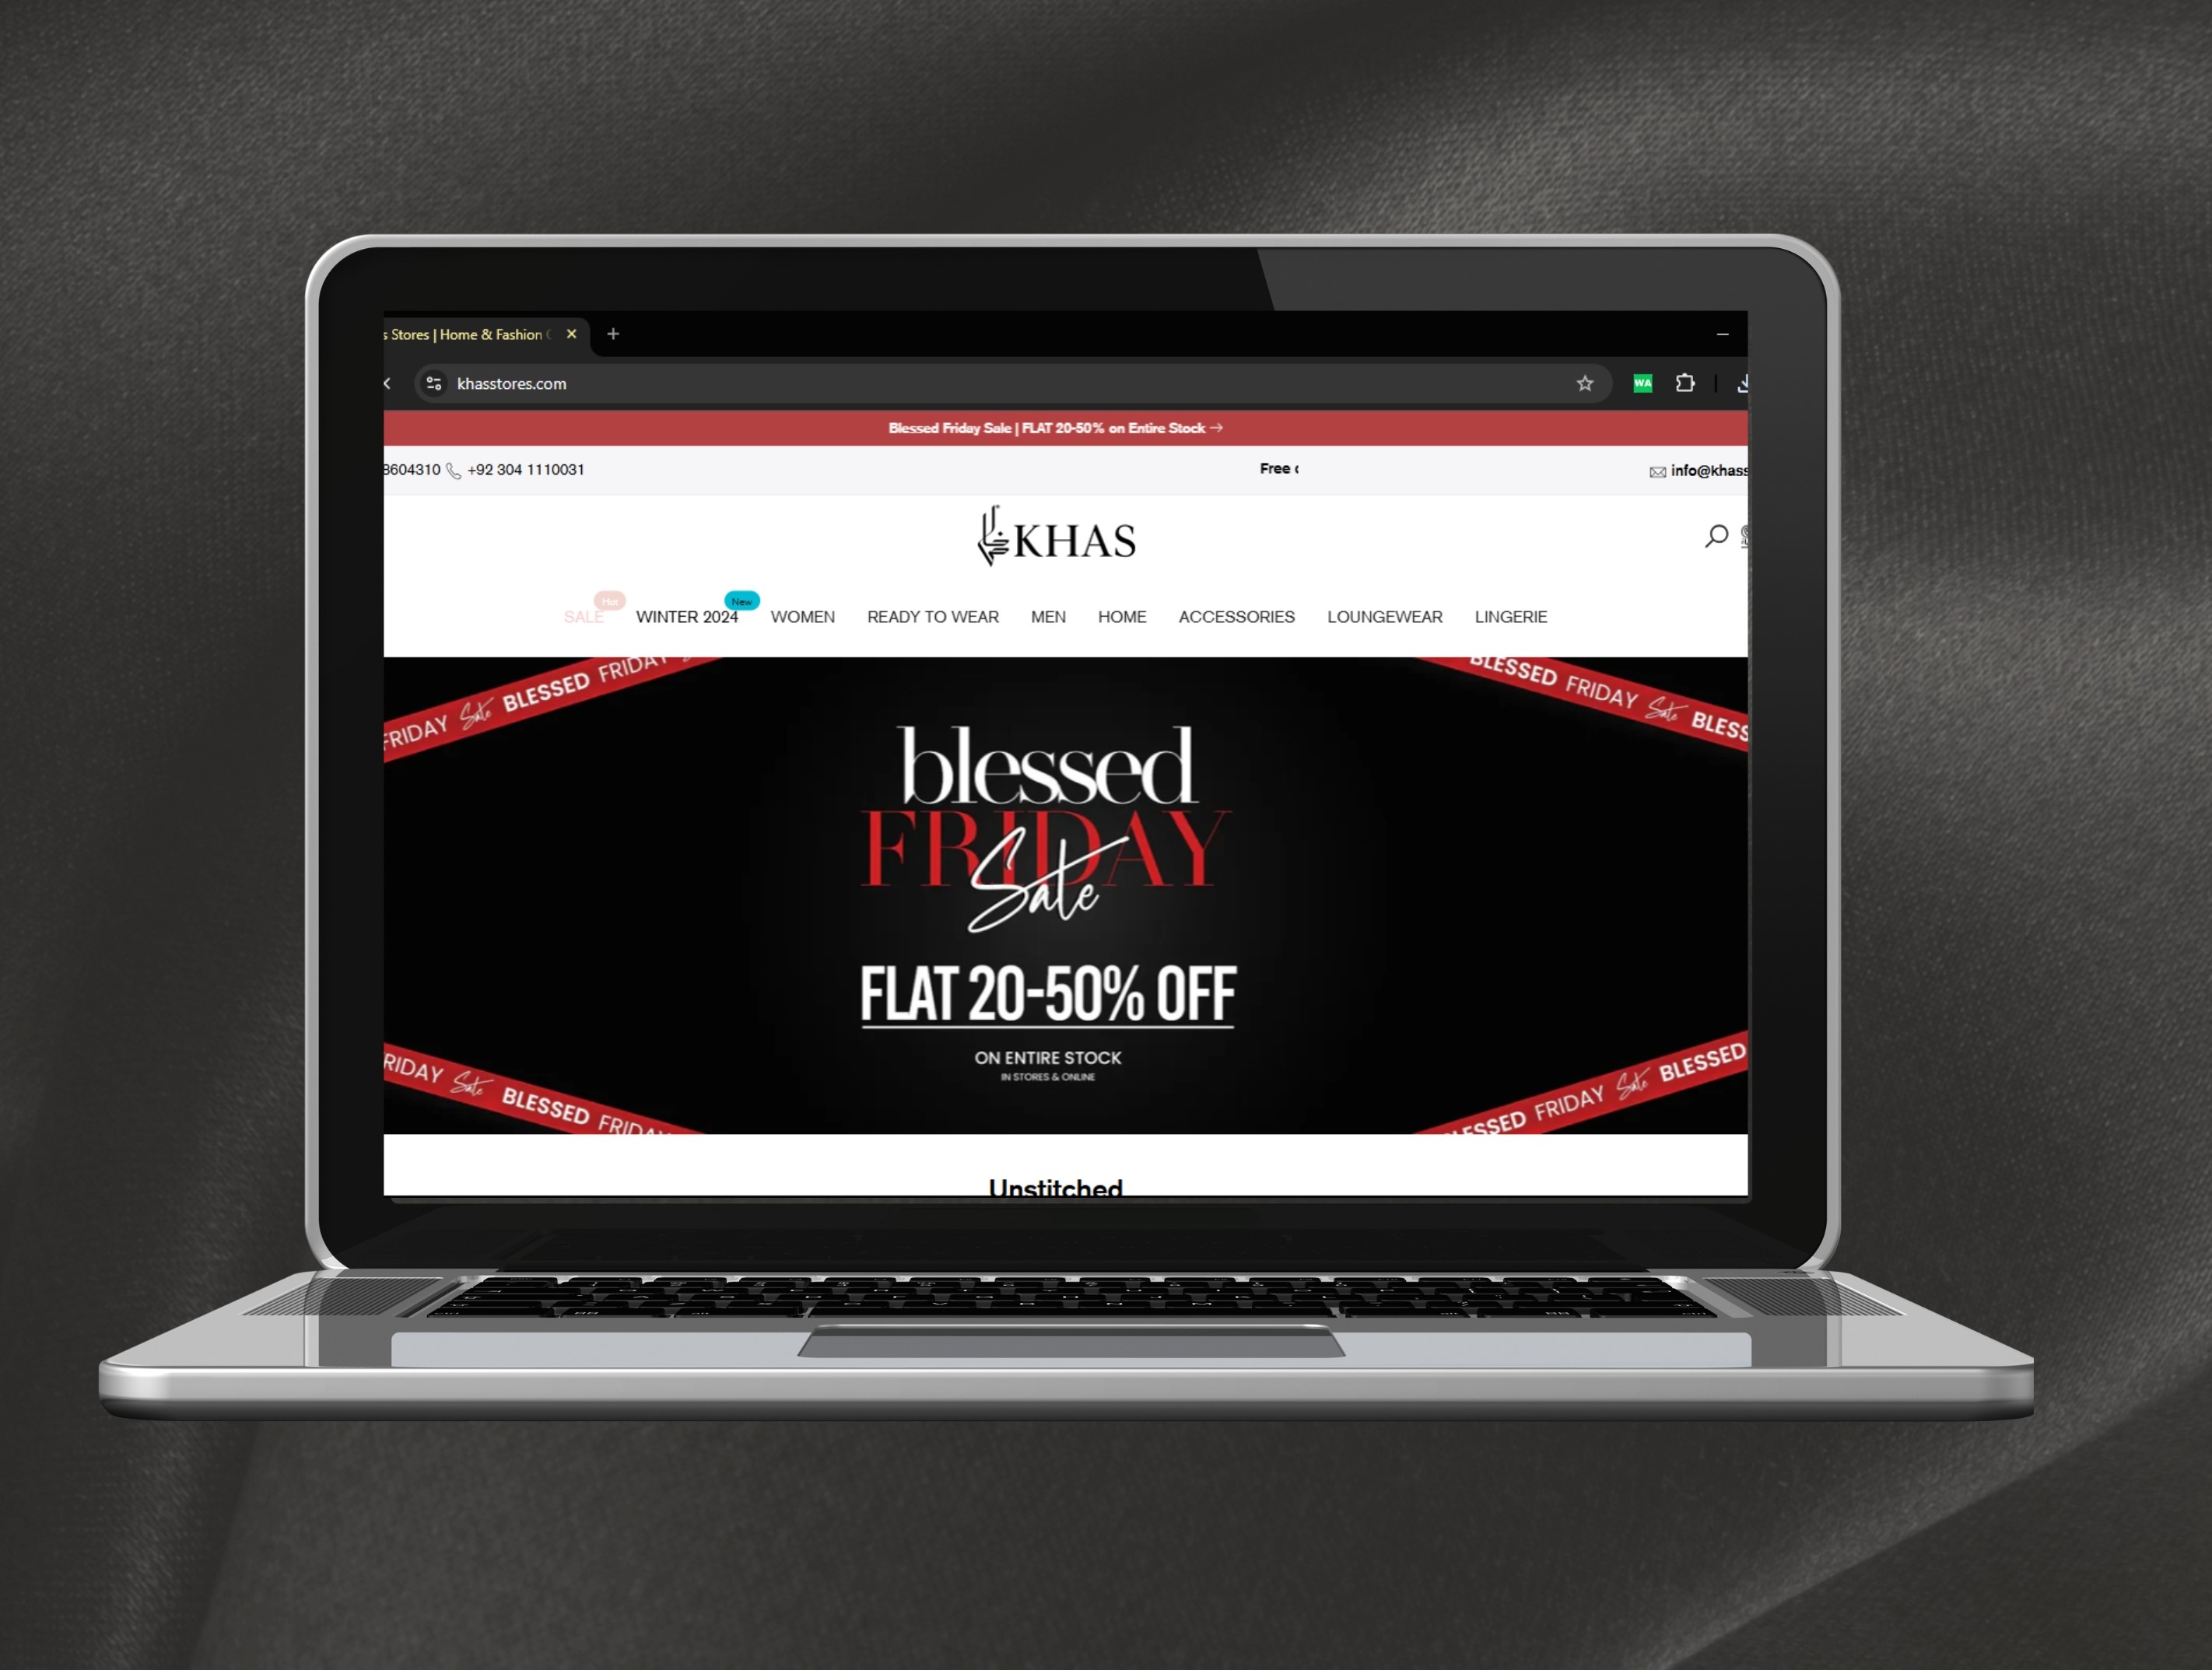 s Stores | Home & Fashion
khasstores.com
WA
Blessed Friday Sale | FLAT 20-50% on Entire Stock →
8604310 +92 304 1110031
Free
info@khass
KHAS
Hot
New
SALE WINTER 2024 WOMEN READY TO WEAR MEN HOME ACCESSORIES LOUNGEWEAR LINGERIE
FRIDAY Sale BLESSED FRIDAY
BLESSED FRIDAY Sale BLESS
blessed
FRIDAY
Sale
FLAT 20-50% OFF
ON ENTIRE STOCK
IN STORES & ONLINE
RIDAY Sale BLESSED FRIDAY
LESSED FRIDAY Sale BLESSED
Unstitched